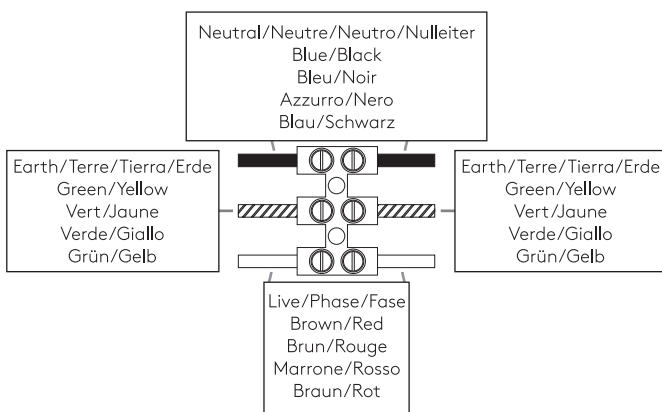 Neutral/Neutre/Neutro/Nulleiter
Blue/Black
Bleu/Noir
Azzurro/Nero
Blau/Schwarz
Earth/Terre/Tierra/Erde
Green/Yellow
Vert/Jaune
Verde/Giallo
Grün/Gelb
Earth/Terre/Tierra/Erde
Green/Yellow
Vert/Jaune
Verde/Giallo
Grün/Gelb
Live/Phase/Fase
Brown/Red
Brun/Rouge
Marrone/Rosso
Braun/Rot